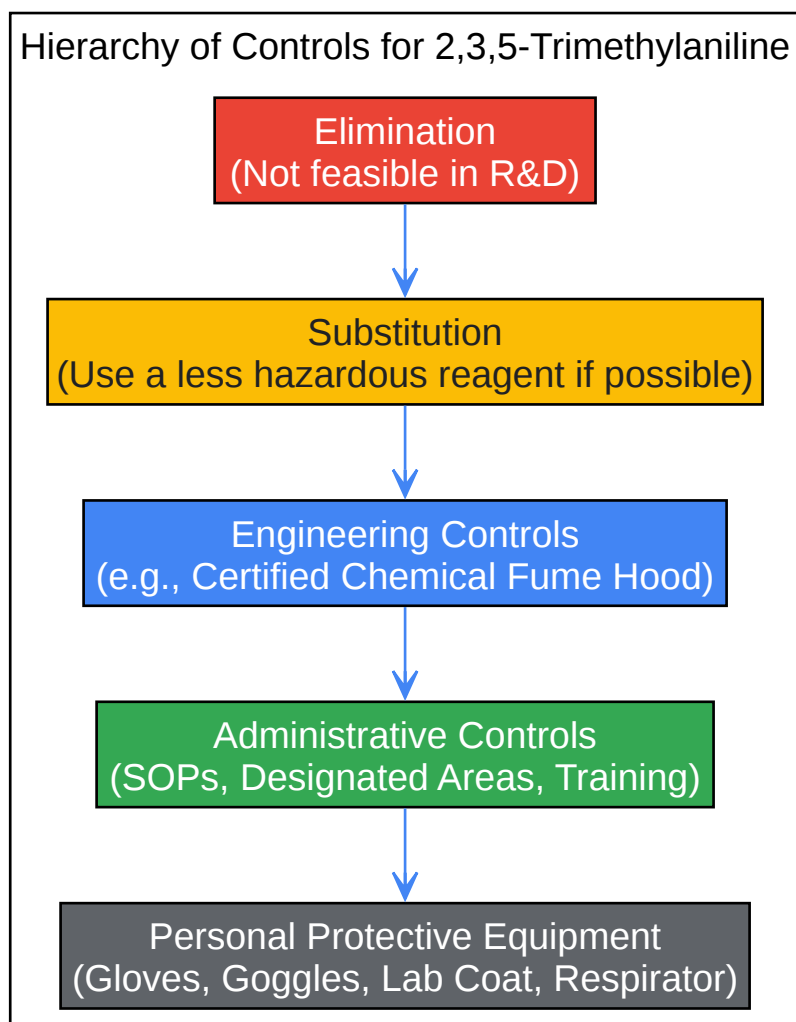 Hierarchy of Controls for 2,3,5-Trimethylaniline
Elimination
(Not feasible in R&D)
Substitution
(Use a less hazardous reagent if possible)
Engineering Controls
(e.g., Certified Chemical Fume Hood)
Administrative Controls
(SOPs, Designated Areas, Training)
Personal Protective Equipment
(Gloves, Goggles, Lab Coat, Respirator)